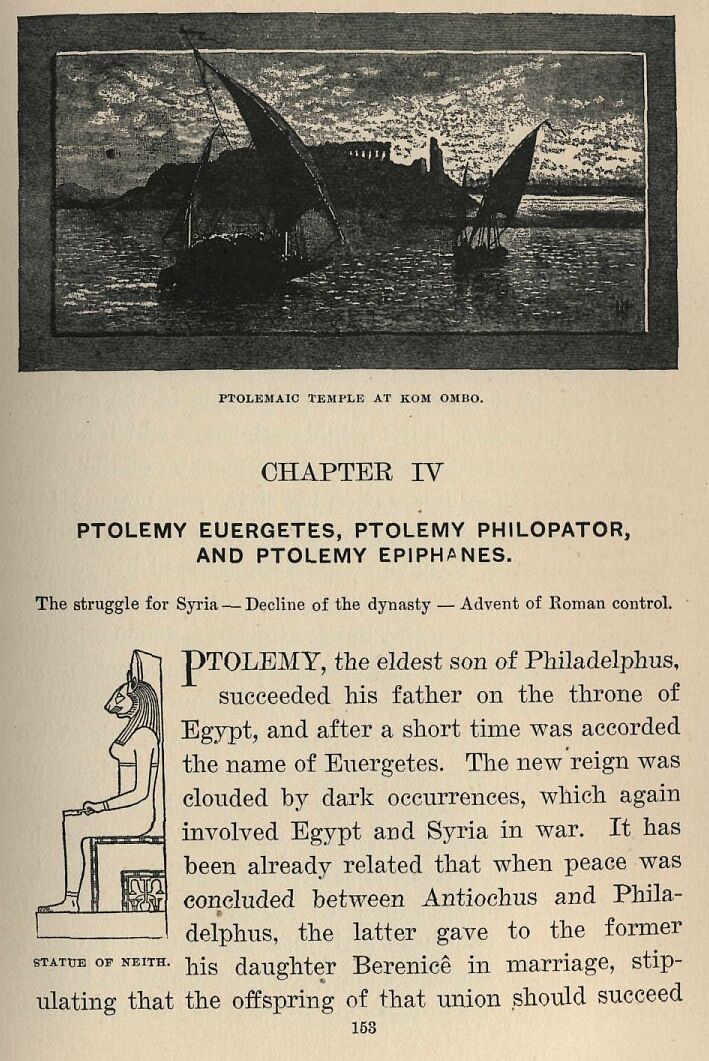 PTOLEMAIC TEMPLE AT KOM OMBO.
CHAPTER IV
PTOLEMY EUERGETES, PTOLEMY PHILOPATOR,
AND PTOLEMY EPIPHANES.
The struggle for Syria — Decline of the dynasty — Advent of Roman control.
PTOLEMY, the eldest son of Philadelphus,
succeeded his father on the throne of
Egypt, and after a short time was accorded
the name of Euergetes. The new reign was
clouded by dark occurrences, which again
involved Egypt and Syria in war. It has
been already related that when peace was
concluded between Antiochus and Phila-
delphus, the latter gave to the former
STATUE OF NEITH.
his daughter Berenicê in marriage, stip-
ulating that the offspring of that union should succeed
153